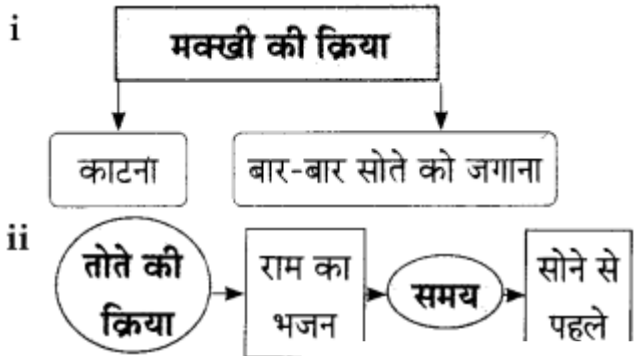 i
मक्खी की क्रिया
काटना
बार-बार सोते को जगाना
ii
तोते की
क्रिया
राम का
भजन
समय
सोने से
पहले